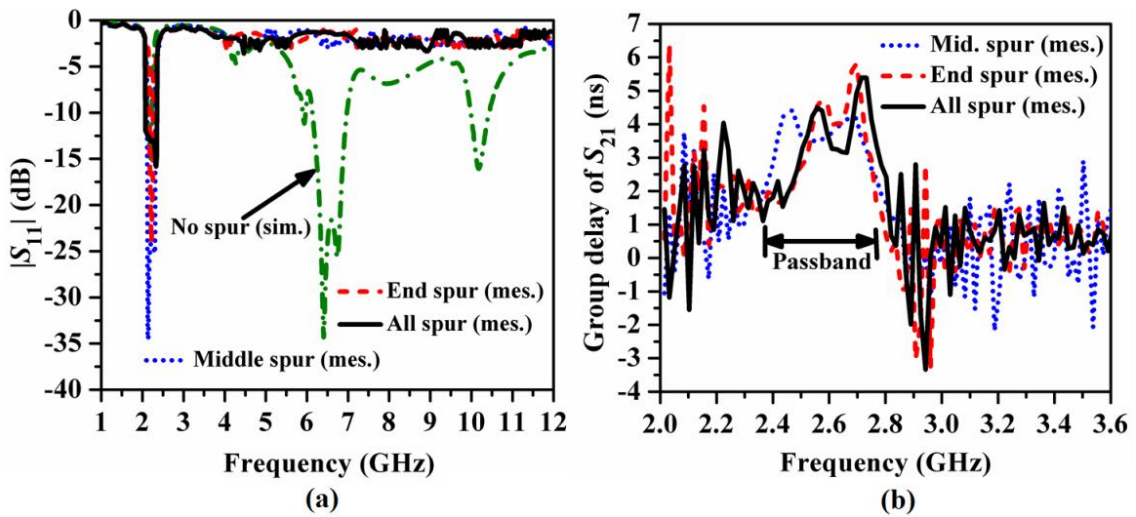 0
-5
-10
-15
-20
-25
-30
-35
-40
|S11| (dB)
No spur (sim.)
End spur (mes.)
All spur (mes.)
Middle spur (mes.)
1 2 3 4 5 6 7 8 9 10 11 12
Frequency (GHz)
(a)
7
6
5
4
3
2
1
0
-1
-2
-3
-4
Group delay of S21 (ns)
Mid. spur (mes.)
End spur (mes.)
All spur (mes.)
Passband
2.0 2.2 2.4 2.6 2.8 3.0 3.2 3.4 3.6
Frequency (GHz)
(b)